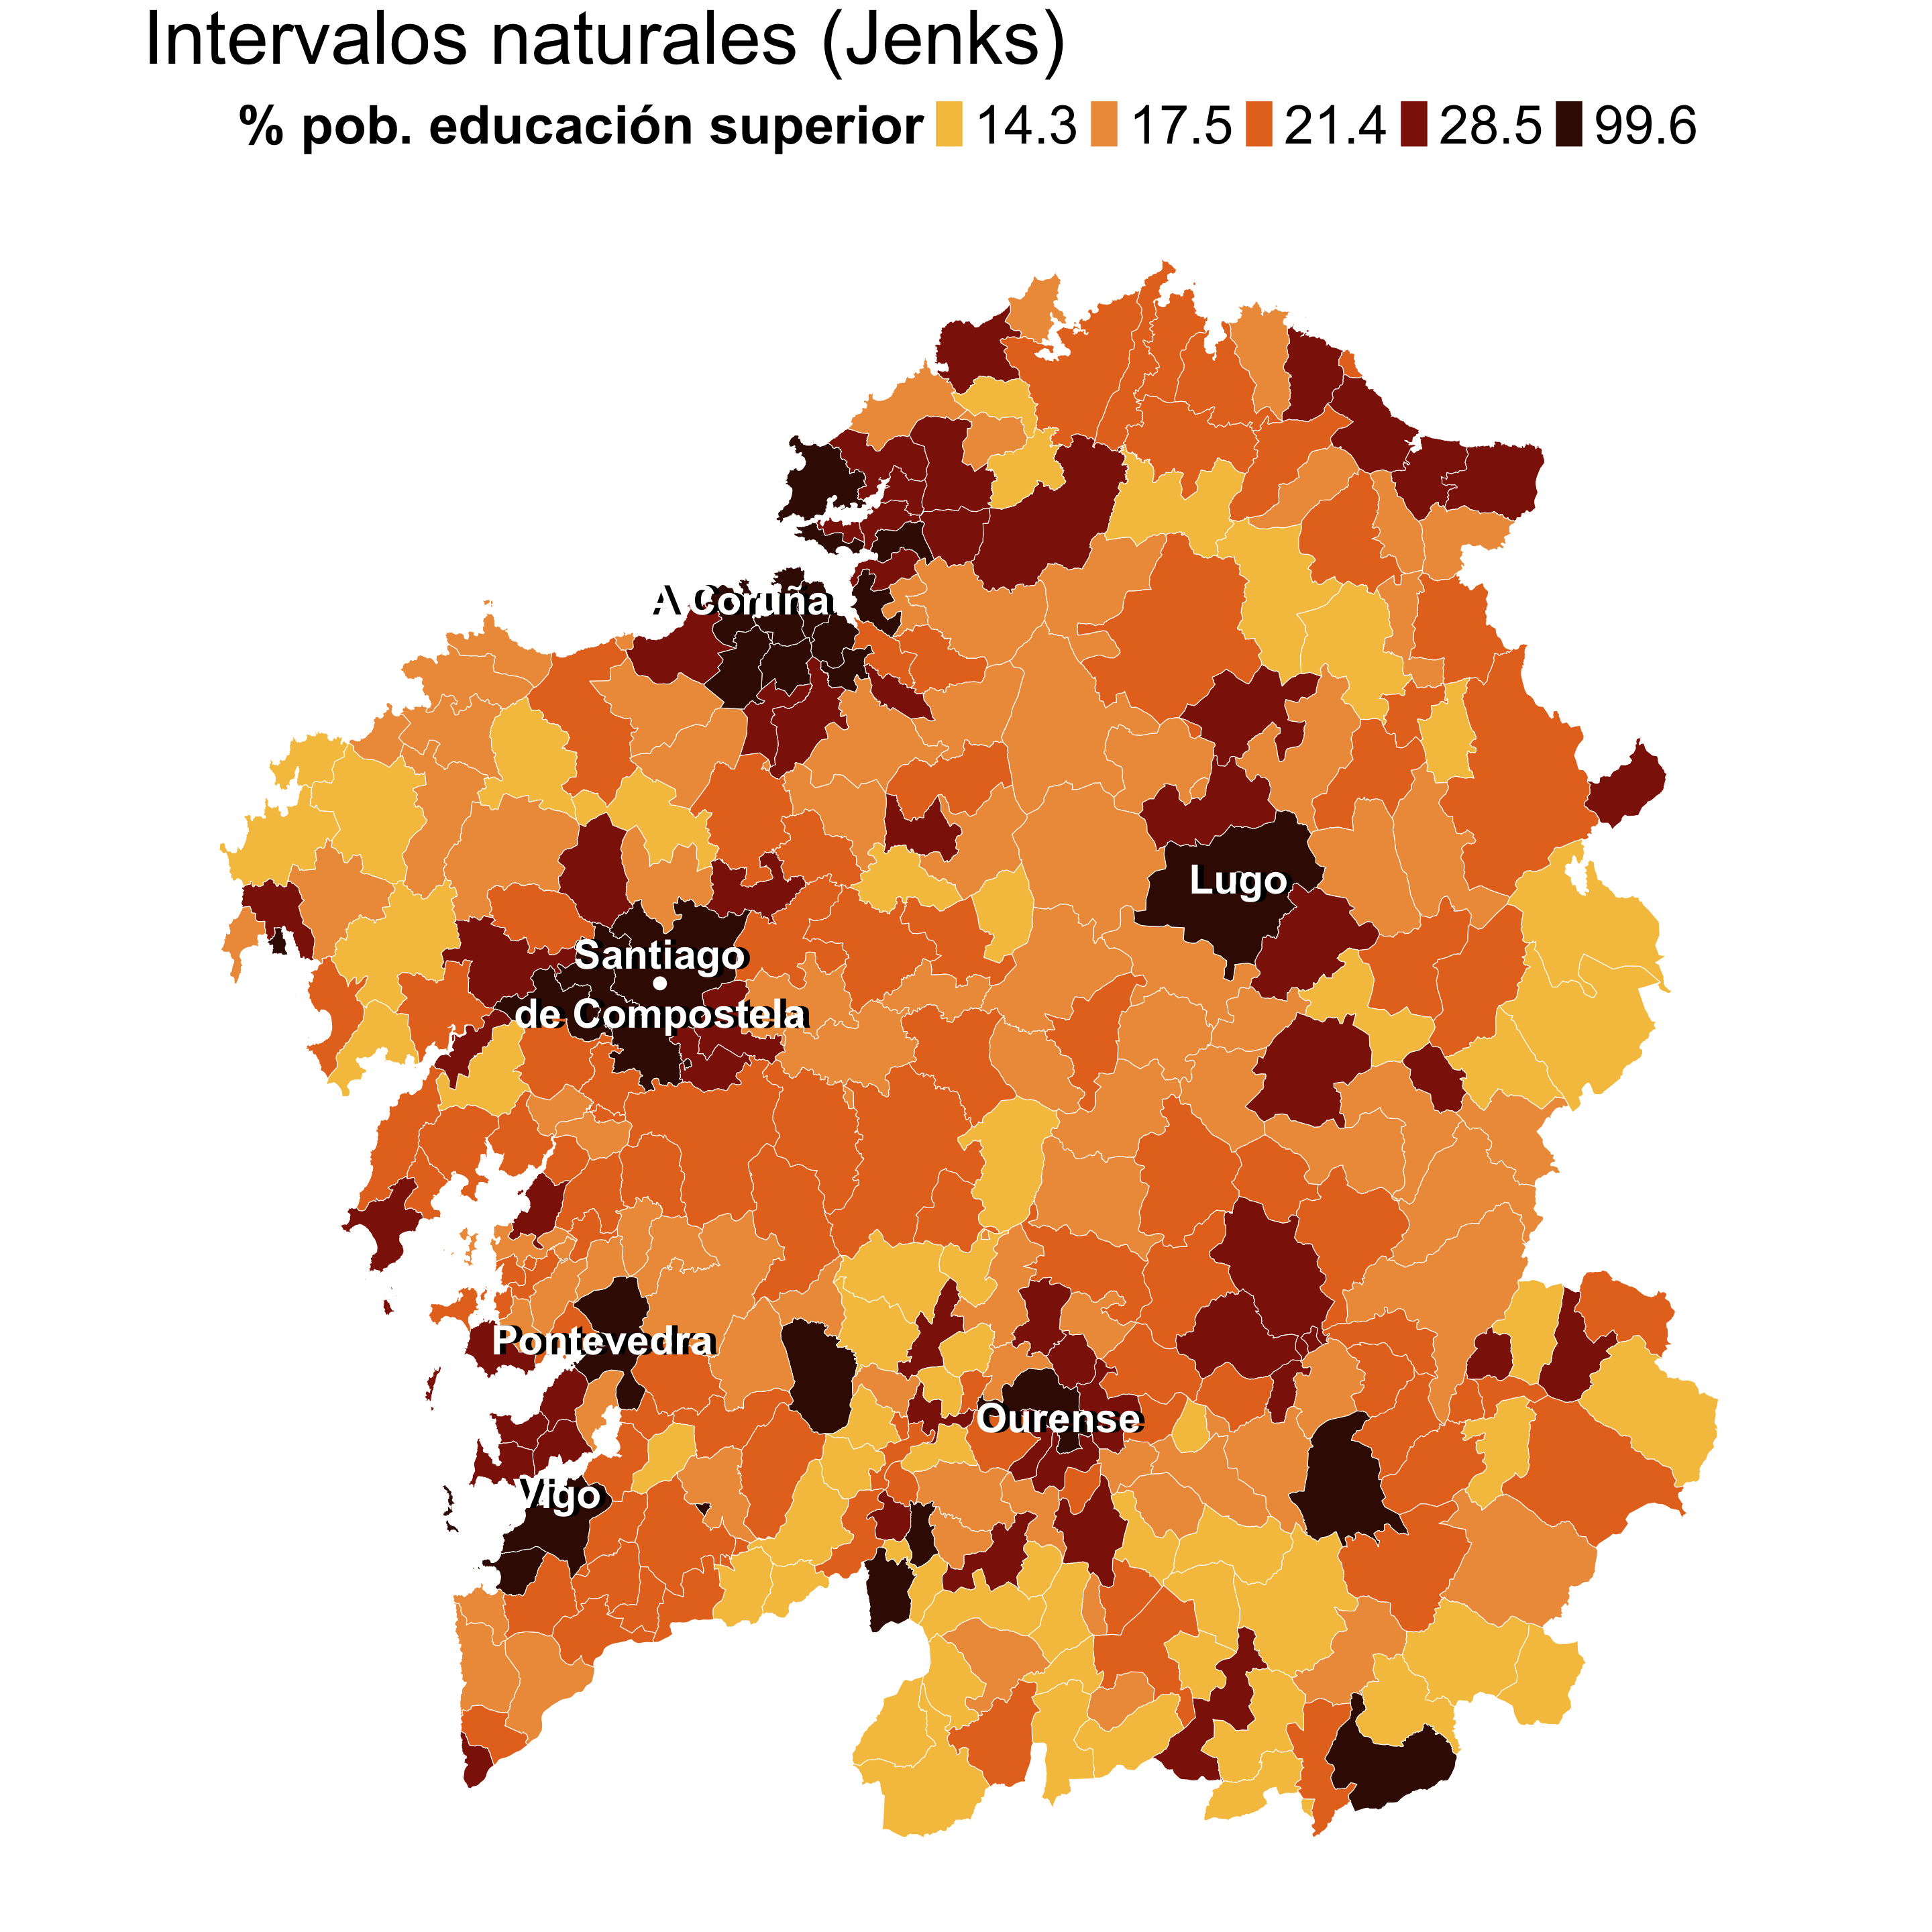 Intervalos naturales (Jenks)
% pob. educación superior 14.3 17.5 21.4 28.5 99.6
A Coruña
Lugo
Santiago
de Compostela
Pontevedra
Ourense
Vigo